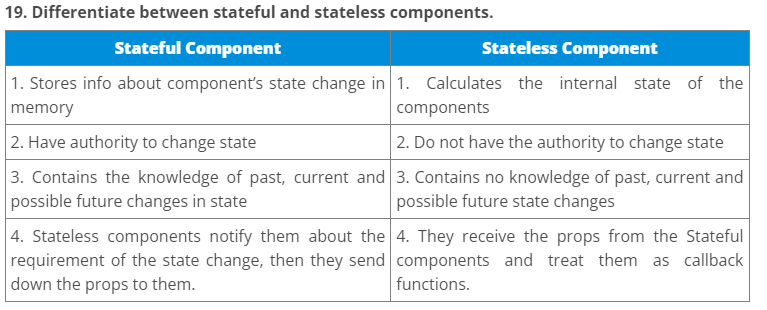 19. Differentiate between stateful and stateless components.
Stateful Component
Stateless Component
1. Stores info about component’s state change in
memory
1. Calculates the internal state of the
components
2. Have authority to change state
2. Do not have the authority to change state
3. Contains the knowledge of past, current and
possible future changes in state
3. Contains no knowledge of past, current and
possible future state changes
4. Stateless components notify them about the
requirement of the state change, then they send
down the props to them.
4. They receive the props from the Stateful
components and treat them as callback
functions.